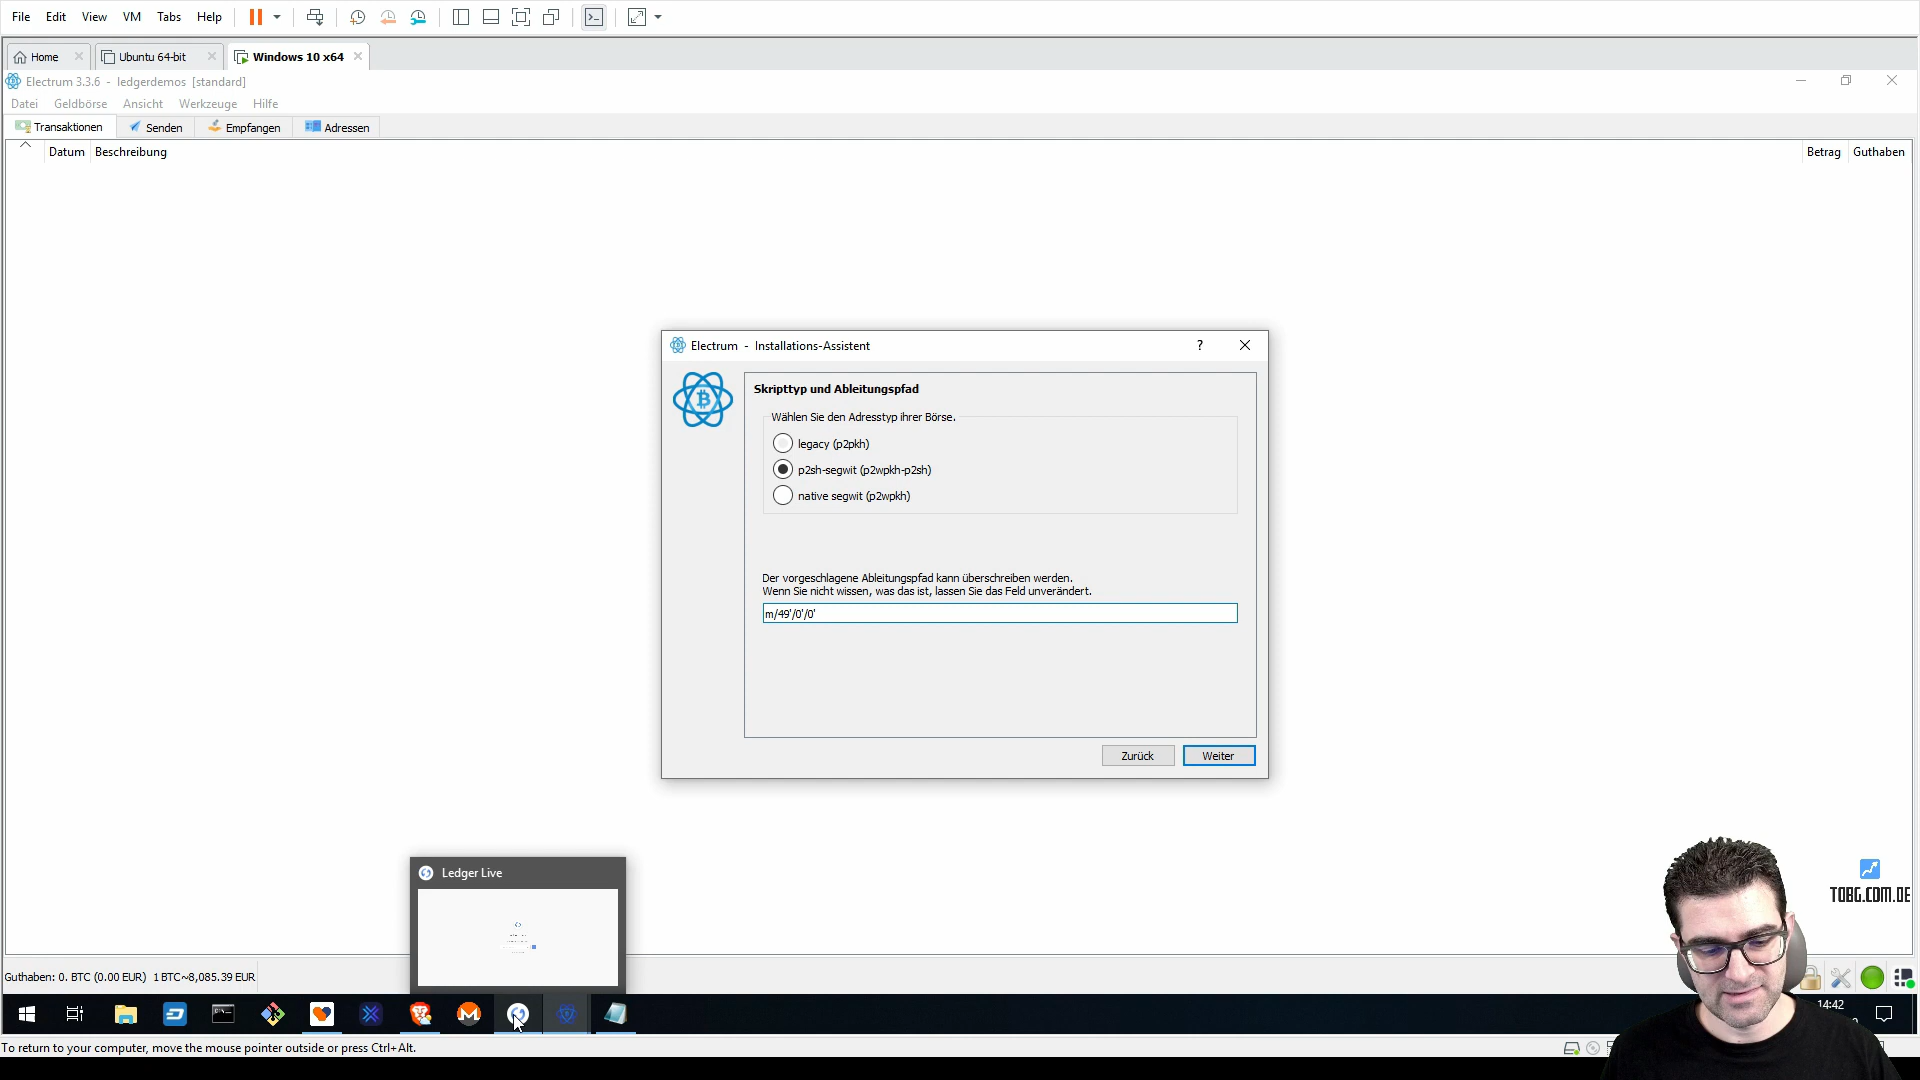 File Edit View VM Tabs Help
Home Ubuntu 64-bit Windows 10 x64
Electrum 3.3.6 - ledgerdemos [standard]
Datei Geldbörse Ansicht Werkzeuge Hilfe
Transaktionen Senden Empfangen Adressen
Datum Beschreibung Betrag Guthaben
Electrum - Installations-Assistent
Skripttyp und Ableitungspfad
Wählen Sie den Adresstyp ihrer Börse.
legacy (p2pkh)
p2sh-segwit (p2wpkh-p2sh)
native segwit (p2wpkh)
Der vorgeschlagene Ableitungspfad kann überschreiben werden.
Wenn Sie nicht wissen, was das ist, lassen Sie das Feld unverändert.
m/49'/0'/0'
Zurück Weiter
Ledger Live
TOBG.COM.DE
Guthaben: 0. BTC (0.00 EUR) 1 BTC~8,085.39 EUR
14:42
To return to your computer, move the mouse pointer outside or press Ctrl+Alt.